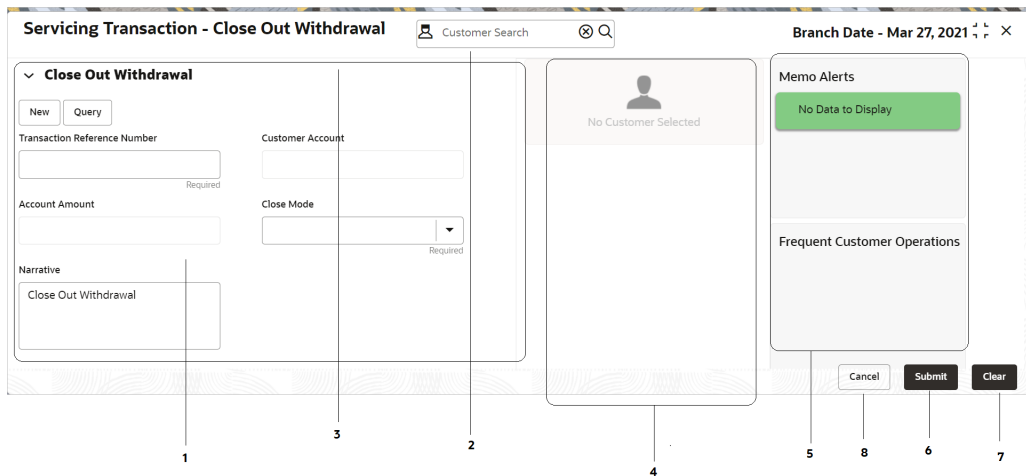 Servicing Transaction - Close Out Withdrawal
Customer Search
Branch Date - Mar 27, 2021
Close Out Withdrawal
New Query
Transaction Reference Number
Customer Account
Required
Account Amount
Close Mode
Required
Narrative
Close Out Withdrawal
No Customer Selected
Memo Alerts
No Data to Display
Frequent Customer Operations
Cancel Submit Clear
1
3
2
4
5
8
6
7